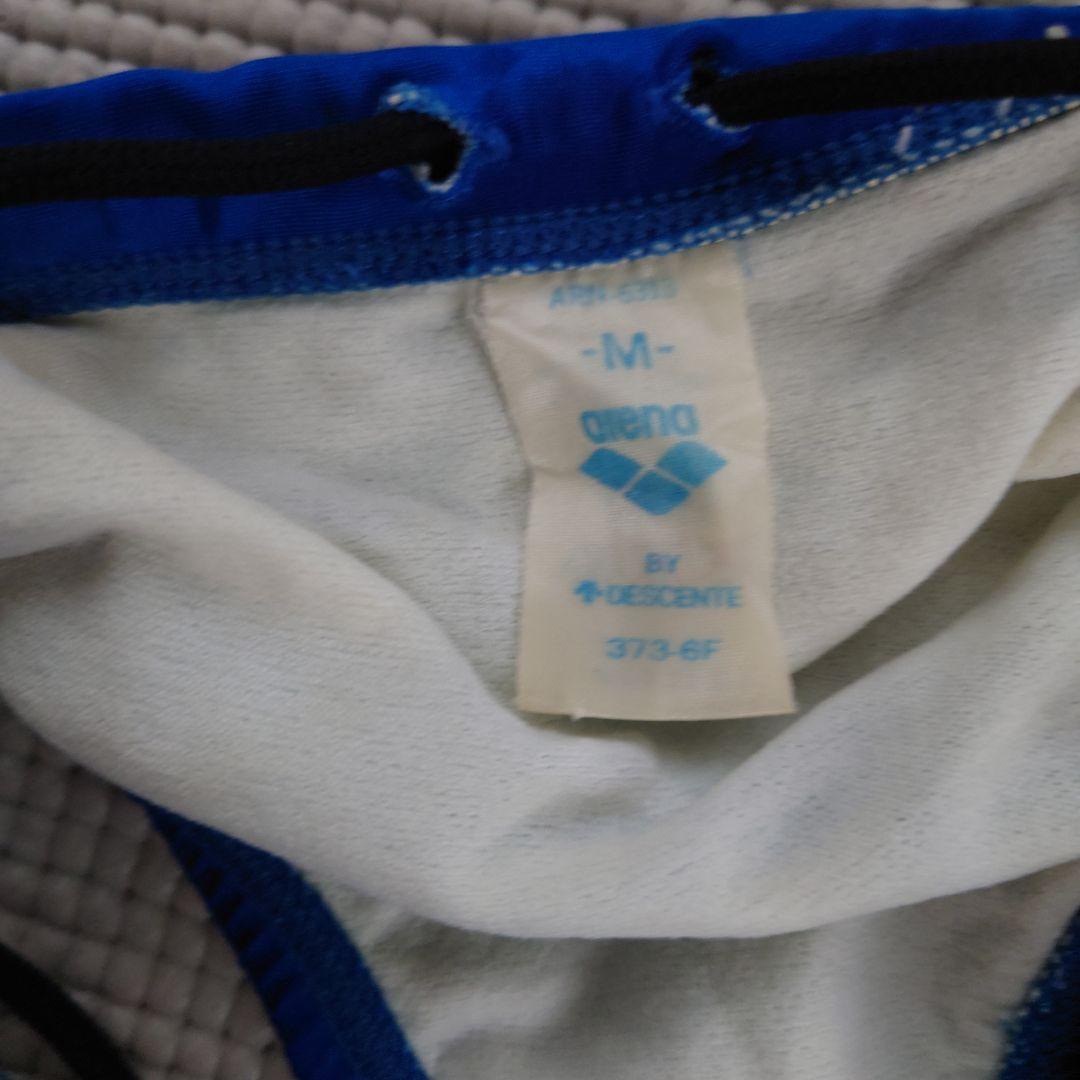 -M-
arena
BY
DESCENTE
373-6F